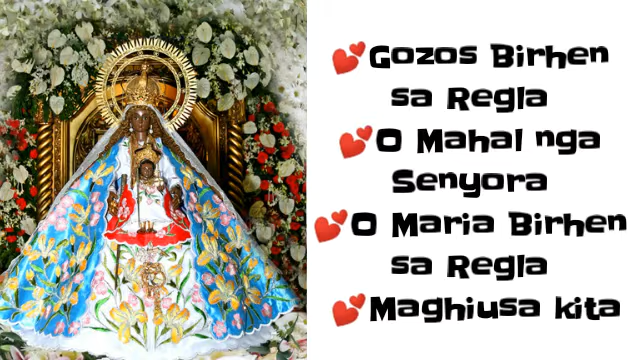 💕Gozos Birhen
sa Regla
💕O Mahal nga
Senyora
💕O Maria Birhen
sa Regla
💕Maghiusa kita